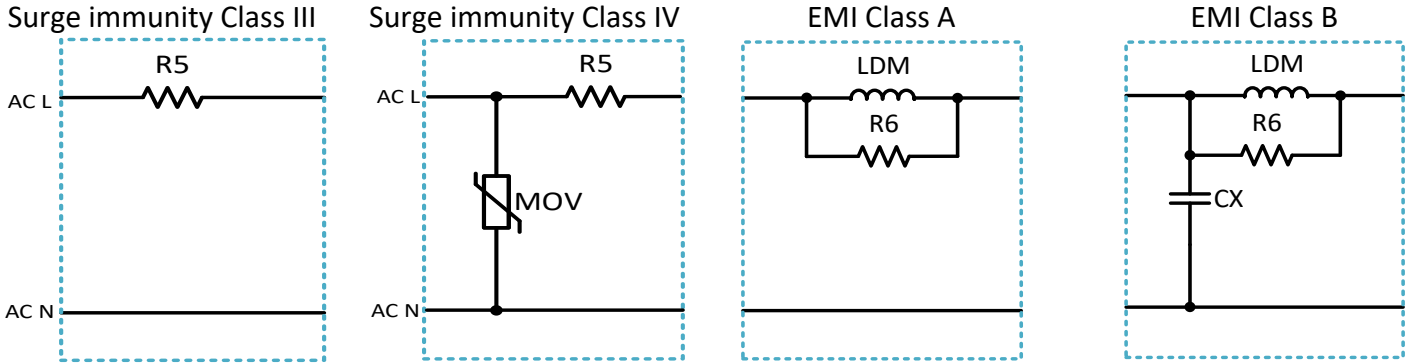 Surge immunity Class III
R5
AC L
AC N
Surge immunity Class IV
R5
AC L
MOV
AC N
EMI Class A
LDM
R6
EMI Class B
LDM
R6
CX